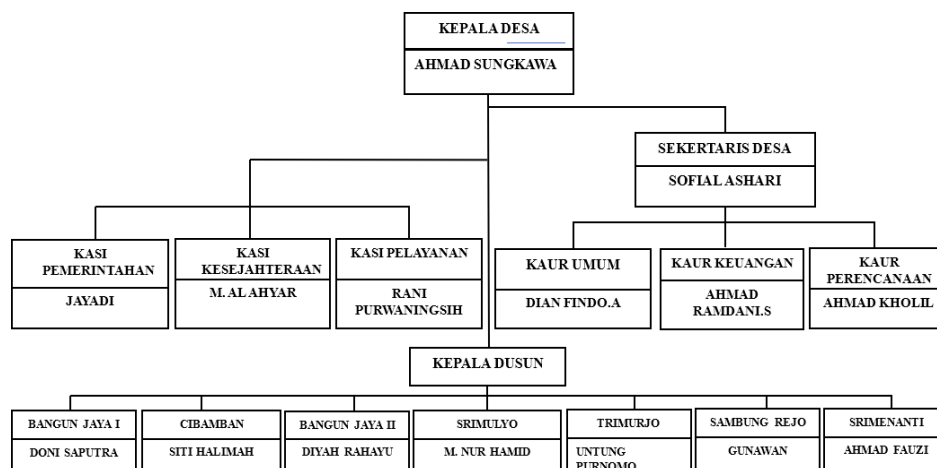 KEPALA DESA
AHMAD SUNGKAWA
SEKERTARIS DESA
SOFIAL ASHARI
KASI
PEMERINTAHAN
JAYADI
KASI
KESEJAHTERAAN
M. AL AHYAR
KASI PELAYANAN
RANI
PURWANINGSIH
KAUR UMUM
DIAN FINDO.A
KAUR KEUANGAN
AHMAD
RAMDANI.S
KAUR
PERENCANAAN
AHMAD KHOLIL
KEPALA DUSUN
BANGUN JAYA I
DONI SAPUTRA
CIBAMBAN
SITI HALIMAH
BANGUN JAYA II
DIYAH RAHAYU
SRIMULYO
M. NUR HAMID
TRIMURJO
UNTUNG
PURNOMO
SAMBUNG REJO
GUNAWAN
SRIMENANTI
AHMAD FAUZI